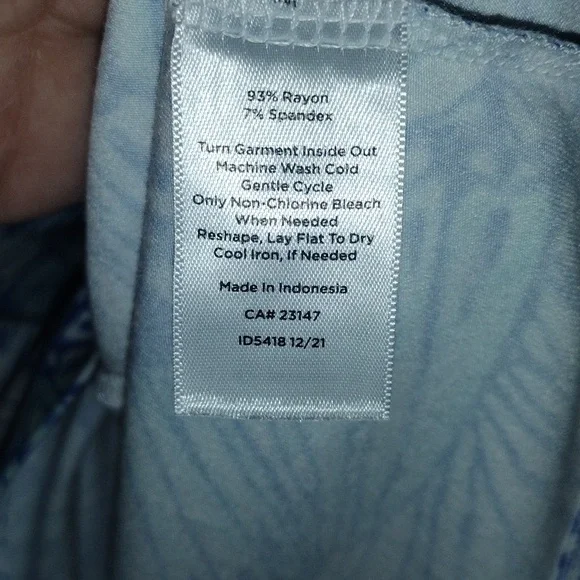 93% Rayon
7% Spandex
Turn Garment Inside Out
Machine Wash Cold
Gentle Cycle
Only Non-Chlorine Bleach
When Needed
Reshape, Lay Flat To Dry
Cool Iron, If Needed
Made In Indonesia
CA# 23147
ID5418 12/21